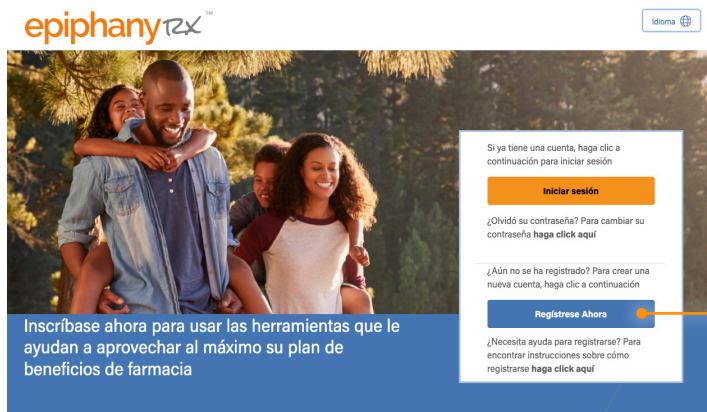 epiphany RX™
Idioma
Si ya tiene una cuenta, haga clic a
continuación para iniciar sesión
Iniciar sesión
¿Olvidó su contraseña? Para cambiar su
contraseña haga click aquí
¿Aún no se ha registrado? Para crear una
nueva cuenta, haga clic a continuación
Regístrese Ahora
¿Necesita ayuda para registrarse? Para
encontrar instrucciones sobre cómo
registrarse haga click aquí
Inscríbase ahora para usar las herramientas que le
ayudan a aprovechar al máximo su plan de
beneficios de farmacia